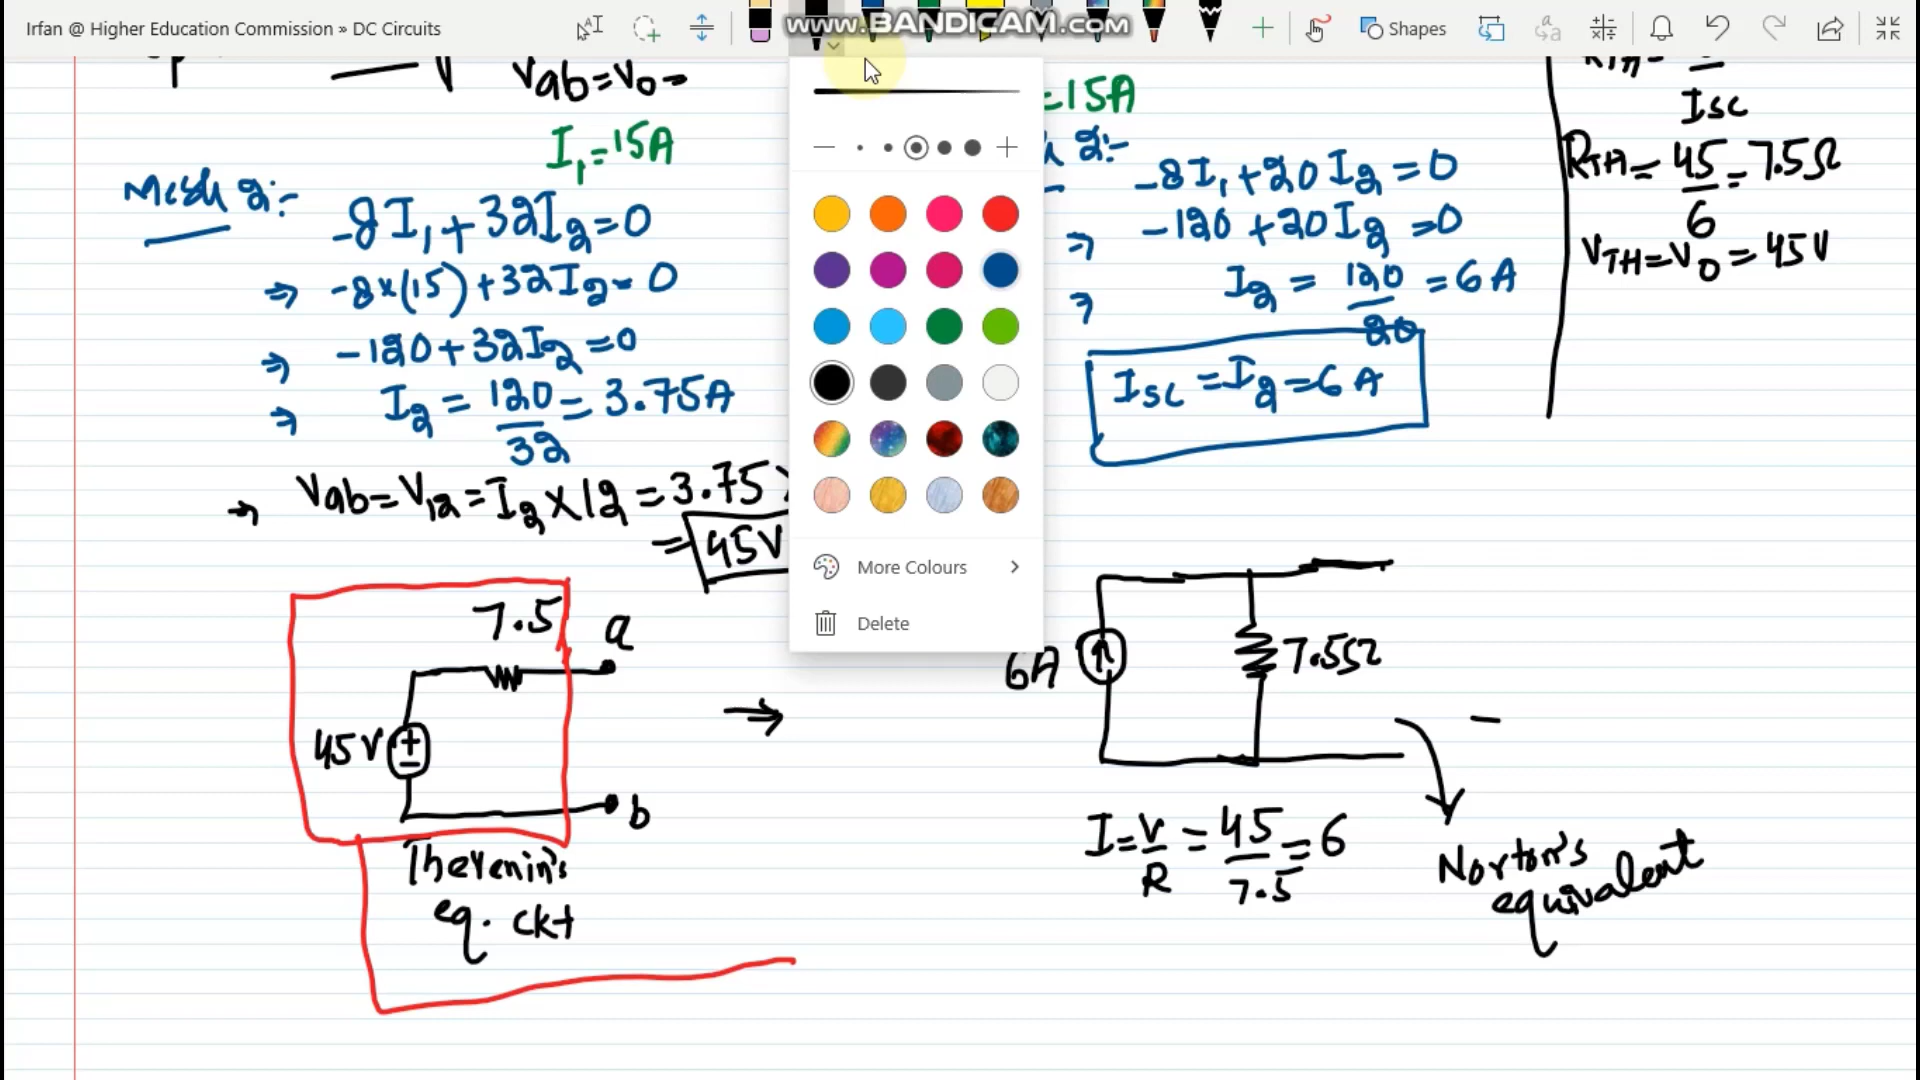 Irfan @ Higher Education Commission » DC Circuits
WWW.BANDICAM.COM
Shapes
Vab=Vo=
I₁=15A
Mesh 2:-
-8I₁+32I₂=0
⇒ -8×(15)+32I₂=0
⇒ -120+32I₂=0
⇒ I₂=120/32=3.75A
→ Vab=V12=I₂×12=3.75
=45V
=15A
2:-
-8I₁+20I₂=0
⇒ -120+20I₂=0
⇒ I₂=120/20=6A
Isc=I₂=6A
RTH=
Isc
RTH=45/6=7.5Ω
VTH=Vo=45V
More Colours
Delete
7.5
a
45V
b
Thevenin's
eq. ckt
→
6A
7.5Ω
I=V/R=45/7.5=6
Norton's
equivalent